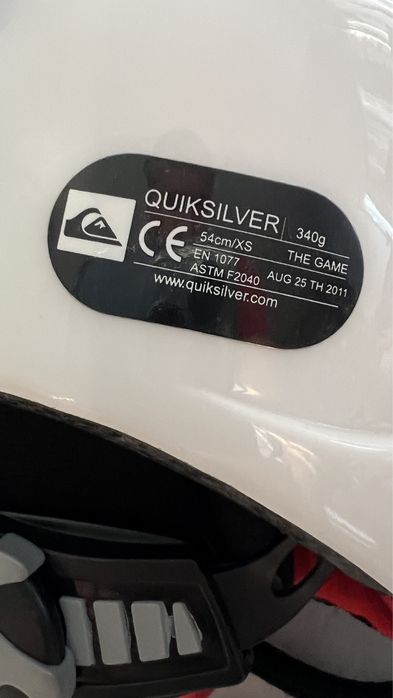 QUIKSILVER 340g
54cm/XS THE GAME
CE EN 1077
ASTM F2040 AUG 25 TH 2011
www.quiksilver.com